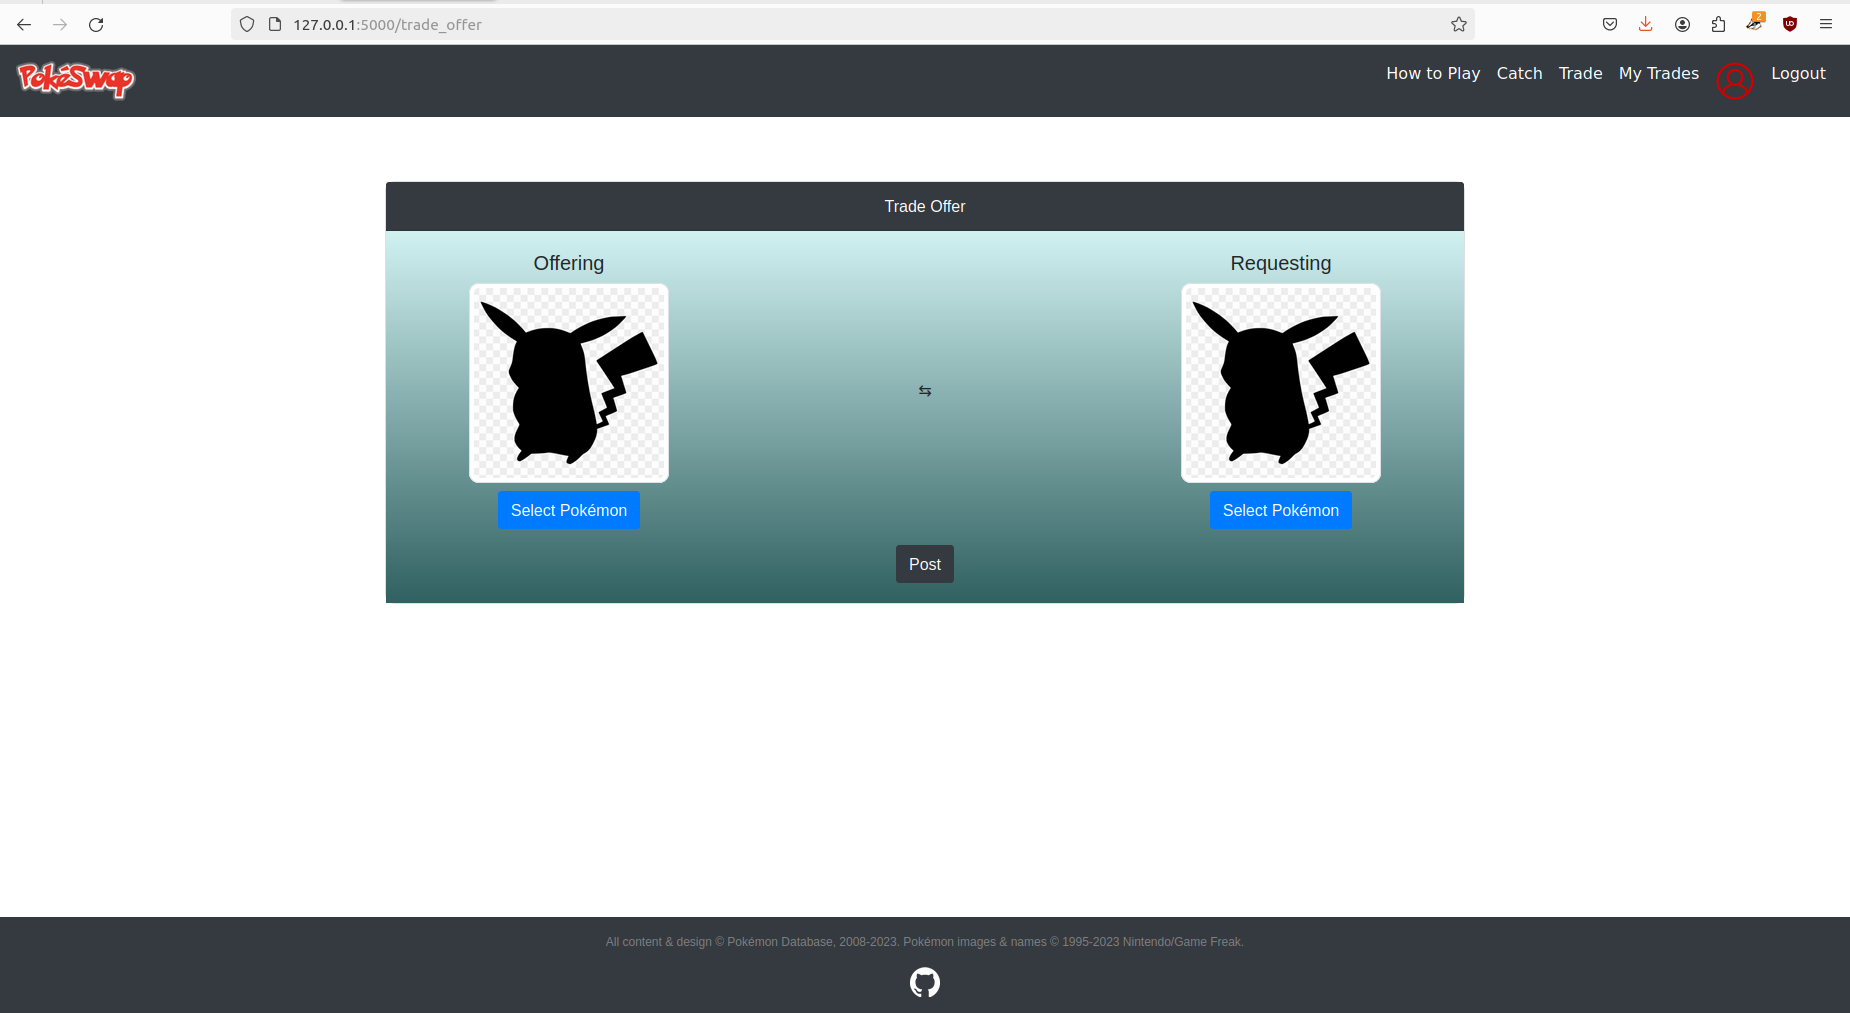 127.0.0.1:5000/trade_offer
2
PokéSwap
How to Play Catch Trade My Trades Logout
Trade Offer
Offering Requesting
⇆
Select Pokémon Select Pokémon
Post
All content & design © Pokémon Database, 2008-2023. Pokémon images & names © 1995-2023 Nintendo/Game Freak.